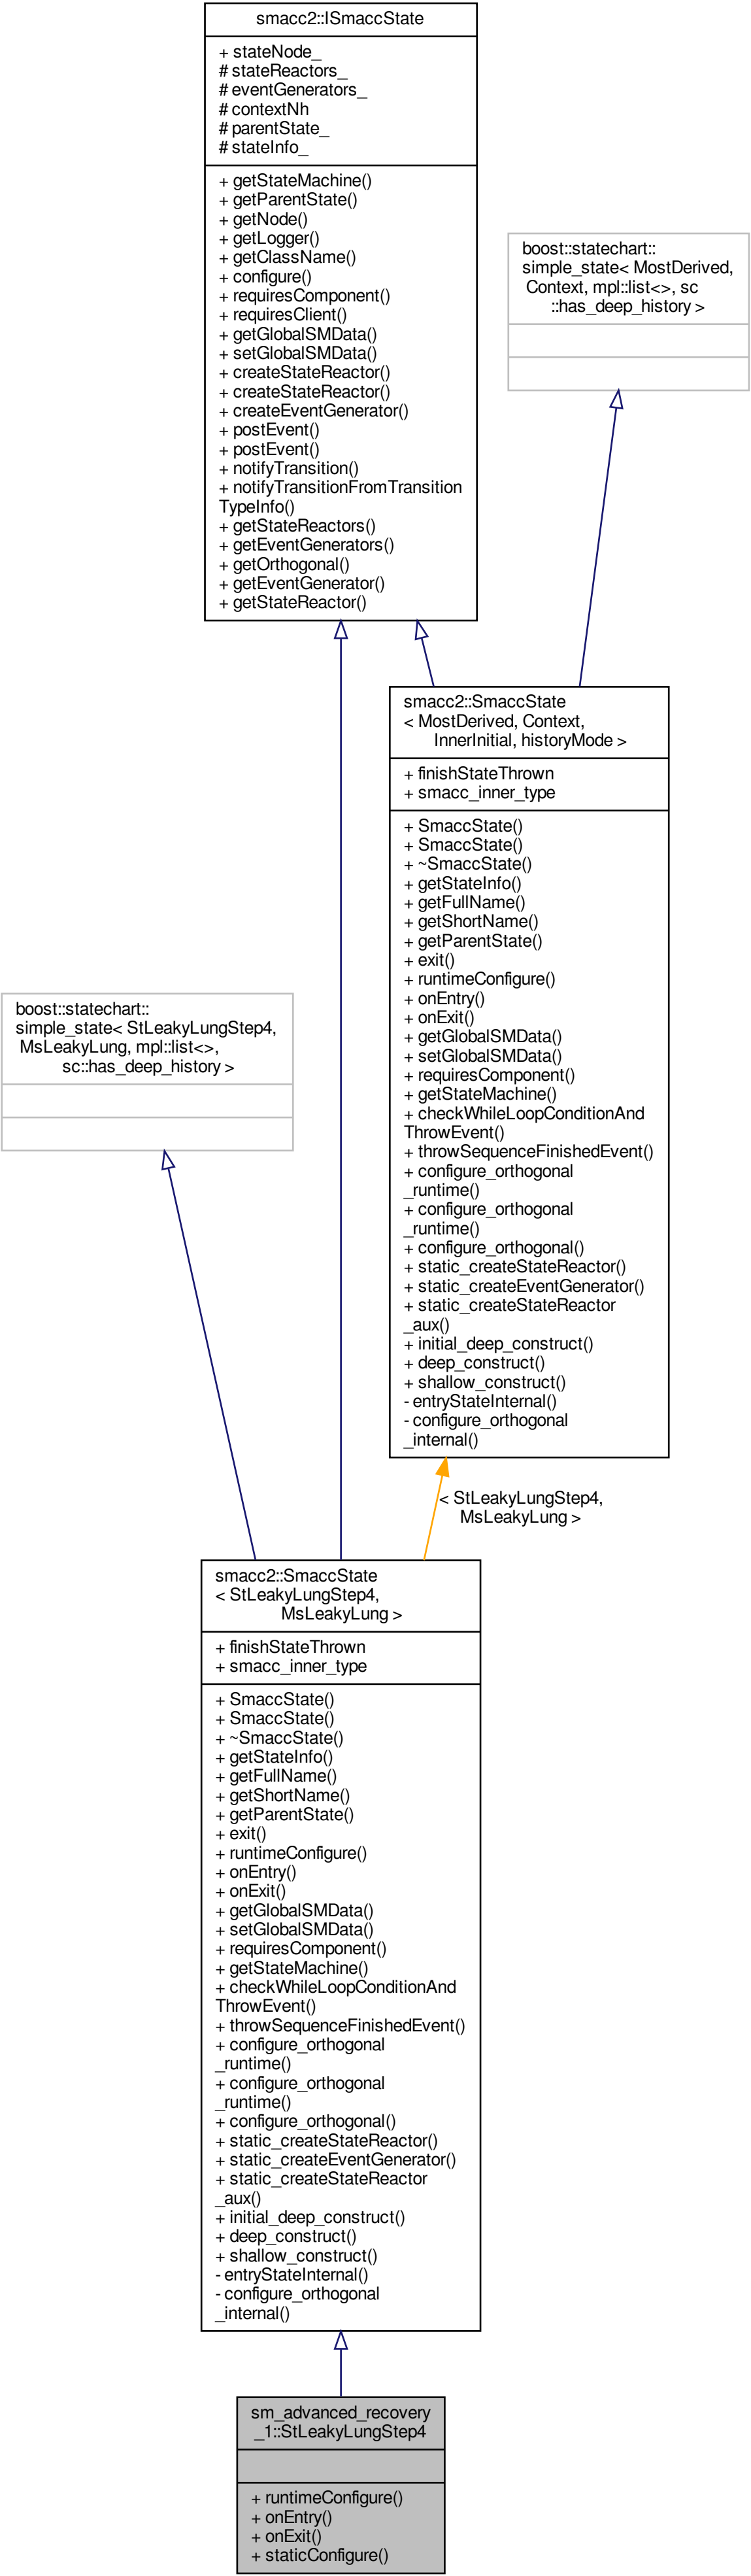 smacc2::ISmaccState
+ stateNode_
# stateReactors_
# eventGenerators_
# contextNh
# parentState_
# stateInfo_
+ getStateMachine()
+ getParentState()
+ getNode()
+ getLogger()
+ getClassName()
+ configure()
+ requiresComponent()
+ requiresClient()
+ getGlobalSMData()
+ setGlobalSMData()
+ createStateReactor()
+ createStateReactor()
+ createEventGenerator()
+ postEvent()
+ postEvent()
+ notifyTransition()
+ notifyTransitionFromTransition
TypeInfo()
+ getStateReactors()
+ getEventGenerators()
+ getOrthogonal()
+ getEventGenerator()
+ getStateReactor()
boost::statechart::
simple_state< MostDerived,
Context, mpl::list<>, sc
::has_deep_history >
smacc2::SmaccState
< MostDerived, Context,
InnerInitial, historyMode >
+ finishStateThrown
+ smacc_inner_type
+ SmaccState()
+ SmaccState()
+ ~SmaccState()
+ getStateInfo()
+ getFullName()
+ getShortName()
+ getParentState()
+ exit()
+ runtimeConfigure()
+ onEntry()
+ onExit()
+ getGlobalSMData()
+ setGlobalSMData()
+ requiresComponent()
+ getStateMachine()
+ checkWhileLoopConditionAnd
ThrowEvent()
+ throwSequenceFinishedEvent()
+ configure_orthogonal
_runtime()
+ configure_orthogonal
_runtime()
+ configure_orthogonal()
+ static_createStateReactor()
+ static_createEventGenerator()
+ static_createStateReactor
_aux()
+ initial_deep_construct()
+ deep_construct()
+ shallow_construct()
- entryStateInternal()
- configure_orthogonal
_internal()
boost::statechart::
simple_state< StLeakyLungStep4,
MsLeakyLung, mpl::list<>,
sc::has_deep_history >
< StLeakyLungStep4,
MsLeakyLung >
smacc2::SmaccState
< StLeakyLungStep4,
MsLeakyLung >
+ finishStateThrown
+ smacc_inner_type
+ SmaccState()
+ SmaccState()
+ ~SmaccState()
+ getStateInfo()
+ getFullName()
+ getShortName()
+ getParentState()
+ exit()
+ runtimeConfigure()
+ onEntry()
+ onExit()
+ getGlobalSMData()
+ setGlobalSMData()
+ requiresComponent()
+ getStateMachine()
+ checkWhileLoopConditionAnd
ThrowEvent()
+ throwSequenceFinishedEvent()
+ configure_orthogonal
_runtime()
+ configure_orthogonal
_runtime()
+ configure_orthogonal()
+ static_createStateReactor()
+ static_createEventGenerator()
+ static_createStateReactor
_aux()
+ initial_deep_construct()
+ deep_construct()
+ shallow_construct()
- entryStateInternal()
- configure_orthogonal
_internal()
sm_advanced_recovery
_1::StLeakyLungStep4
+ runtimeConfigure()
+ onEntry()
+ onExit()
+ staticConfigure()